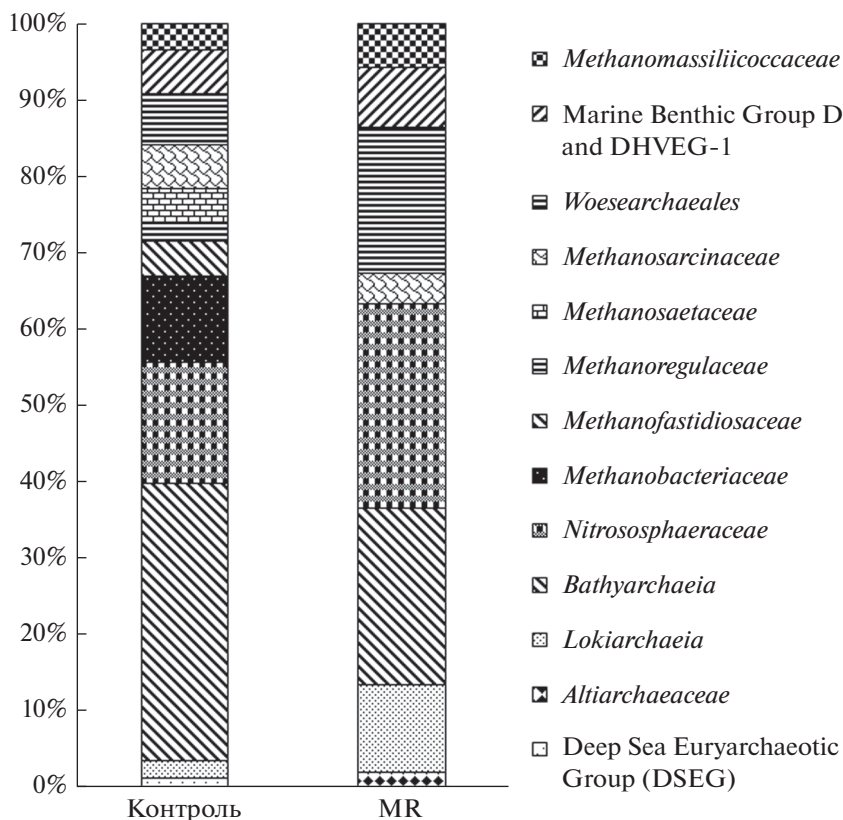 100%
90%
80%
70%
60%
50%
40%
30%
20%
10%
0%
Контроль
MR
Methanomassiliicoccaceae
Marine Benthic Group D
and DHVEG-1
Woesearchaeales
Methanosarcinaceae
Methanosaetaceae
Methanoregulaceae
Methanofastidiosaceae
Methanobacteriaceae
Nitrososphaeraceae
Bathyarchaeia
Lokiarchaeia
Altiarchaeaceae
Deep Sea Euryarchaeotic
Group (DSEG)